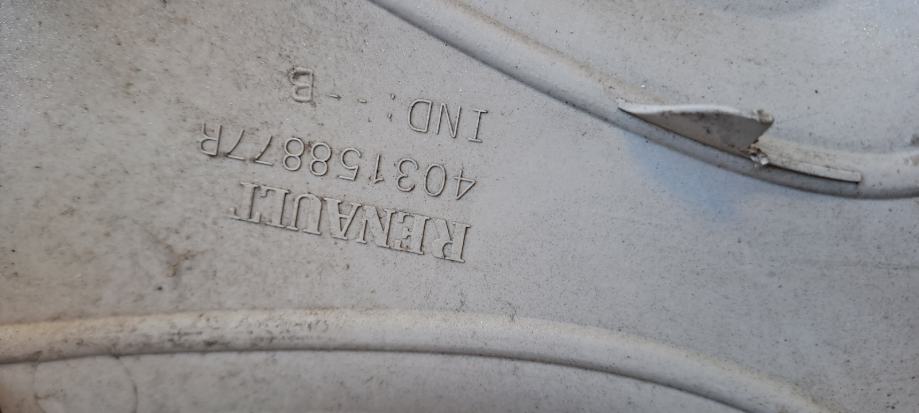 RENAULT
403158877R
IND: --B